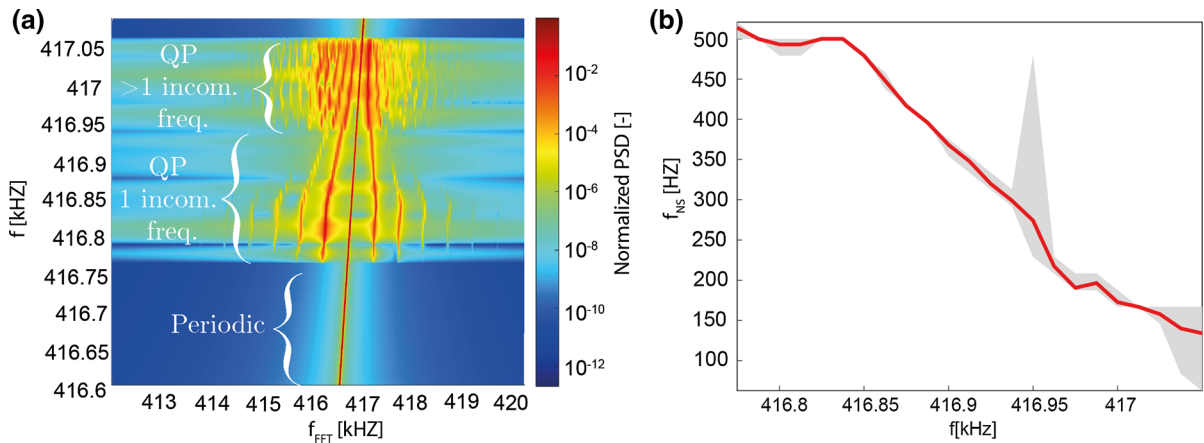 (a)
417.05
417
416.95
416.9
416.85
416.8
416.75
416.7
416.65
416.6
f [kHZ]
QP
>1 incom.
freq.
QP
1 incom.
freq.
Periodic
413 414 415 416 417 418 419 420
f_FFT [kHZ]
10^-2
10^-4
10^-6
10^-8
10^-10
10^-12
Normalized PSD [-]
(b)
500
450
400
350
300
250
200
150
100
f_NS [HZ]
416.8 416.85 416.9 416.95 417
f[kHz]